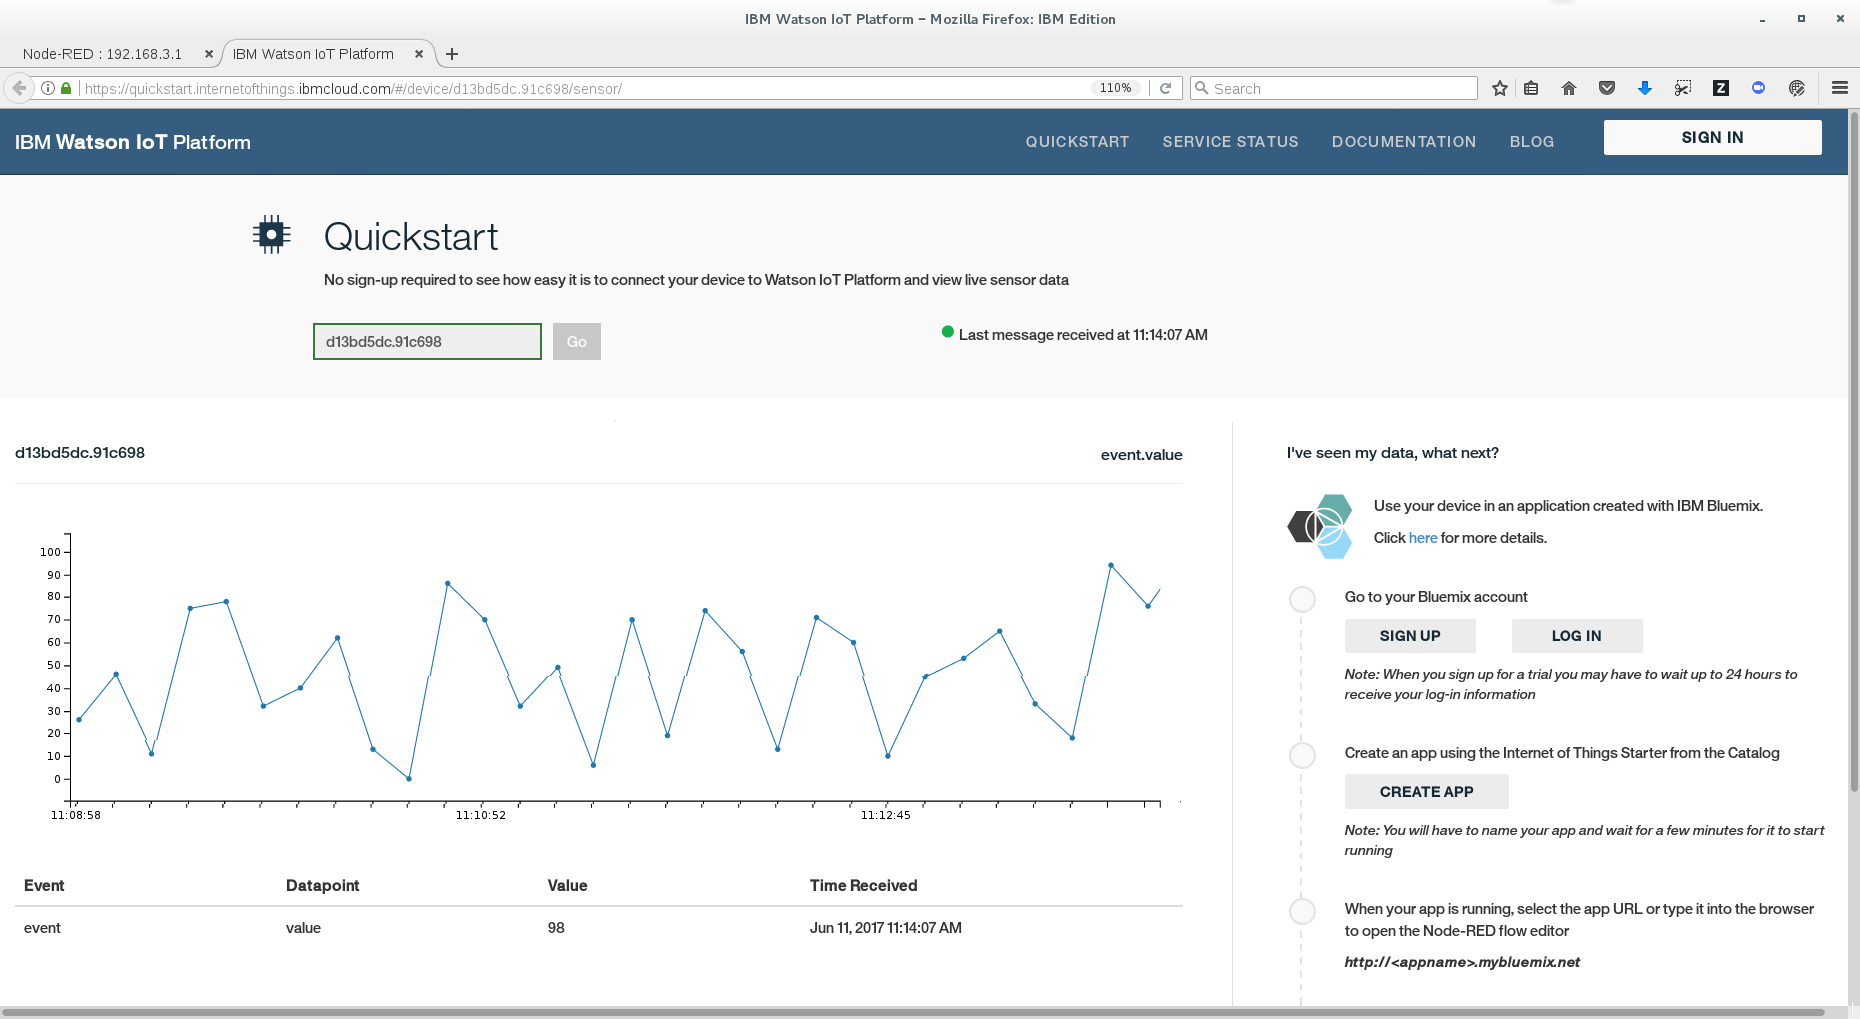 IBM Watson IoT Platform – Mozilla Firefox: IBM Edition
Node-RED : 192.168.3.1
IBM Watson IoT Platform
https://quickstart.internetofthings.ibmcloud.com/#/device/d13bd5dc.91c698/sensor/
110%
Search
Z
IBM Watson IoT Platform
QUICKSTART
SERVICE STATUS
DOCUMENTATION
BLOG
SIGN IN
Quickstart
No sign-up required to see how easy it is to connect your device to Watson IoT Platform and view live sensor data
d13bd5dc.91c698
Go
Last message received at 11:14:07 AM
d13bd5dc.91c698
event.value
100
90
80
70
60
50
40
30
20
10
0
11:08:58
11:10:52
11:12:45
Event Datapoint Value Time Received
event value 98 Jun 11, 2017 11:14:07 AM
I've seen my data, what next?
Use your device in an application created with IBM Bluemix.
Click here for more details.
Go to your Bluemix account
SIGN UP
LOG IN
Note: When you sign up for a trial you may have to wait up to 24 hours to
receive your log-in information
Create an app using the Internet of Things Starter from the Catalog
CREATE APP
Note: You will have to name your app and wait for a few minutes for it to start
running
When your app is running, select the app URL or type it into the browser
to open the Node-RED flow editor
http://<appname>.mybluemix.net